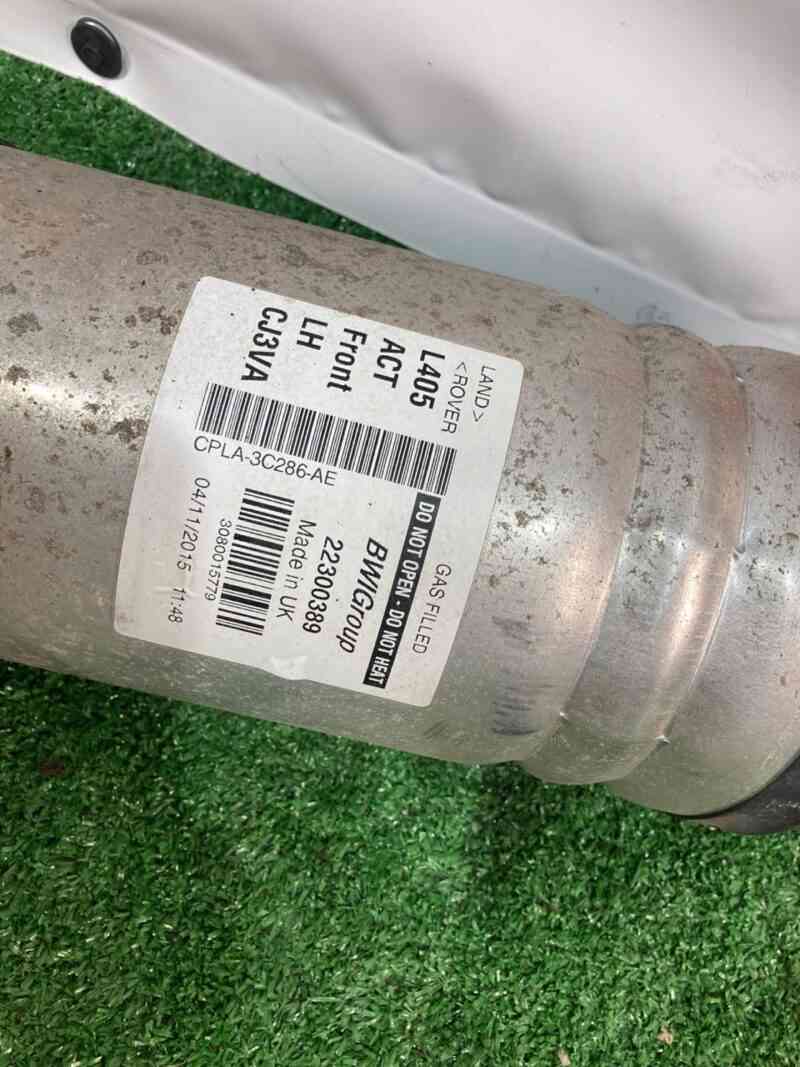 LAND>
<ROVER
L405
ACT
Front
LH
CJ3VA
CPLA-3C286-AE
GAS FILLED
DO NOT OPEN - DO NOT HEAT
BWIGroup
22300389
Made in UK
3080015779
04/11/2015 11:48